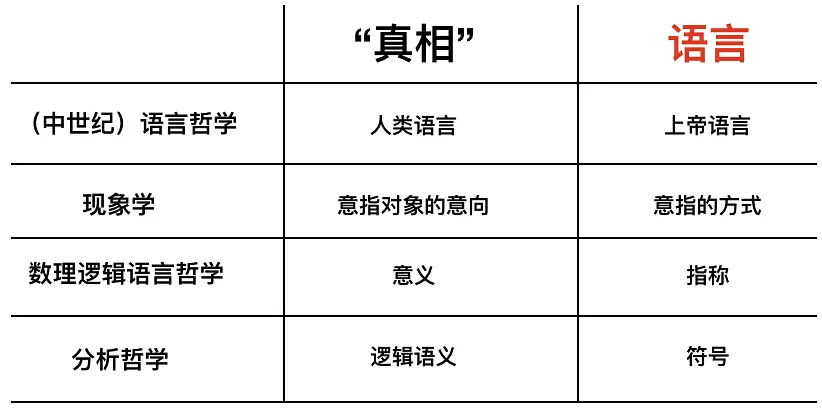 “真相” 语言
（中世纪）语言哲学 人类语言 上帝语言
现象学 意指对象的意向 意指的方式
数理逻辑语言哲学 意义 指称
分析哲学 逻辑语义 符号